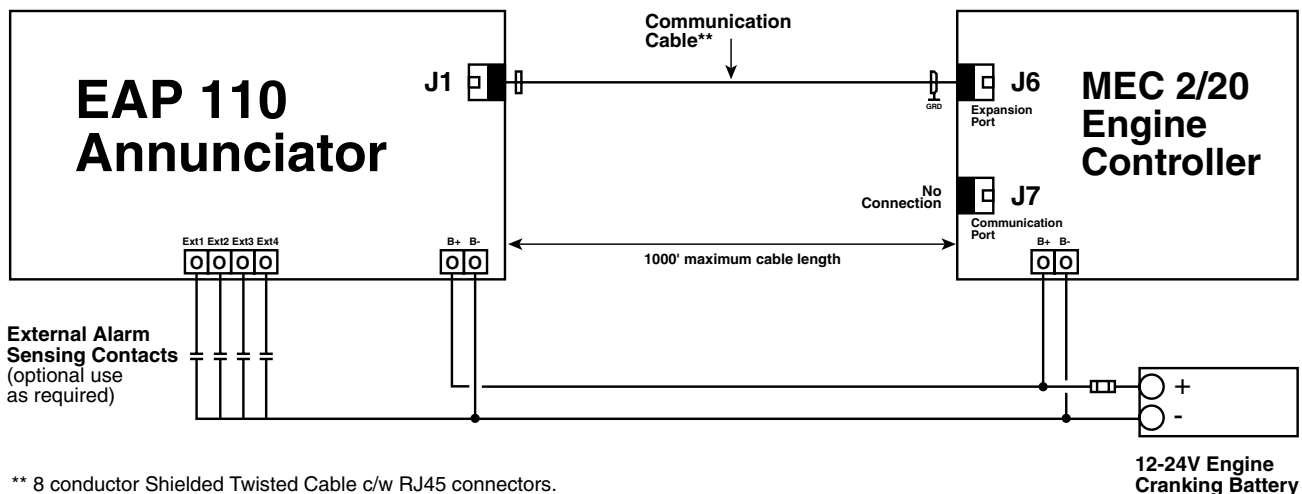 Communication
Cable**
EAP 110
Annunciator
J1
GRD
J6
Expansion
Port
MEC 2/20
Engine
Controller
No
Connection
J7
Communication
Port
Ext1 Ext2 Ext3 Ext4
B+ B-
1000' maximum cable length
B+ B-
External Alarm
Sensing Contacts
(optional use
as required)
+
-
12-24V Engine
Cranking Battery
** 8 conductor Shielded Twisted Cable c/w RJ45 connectors.